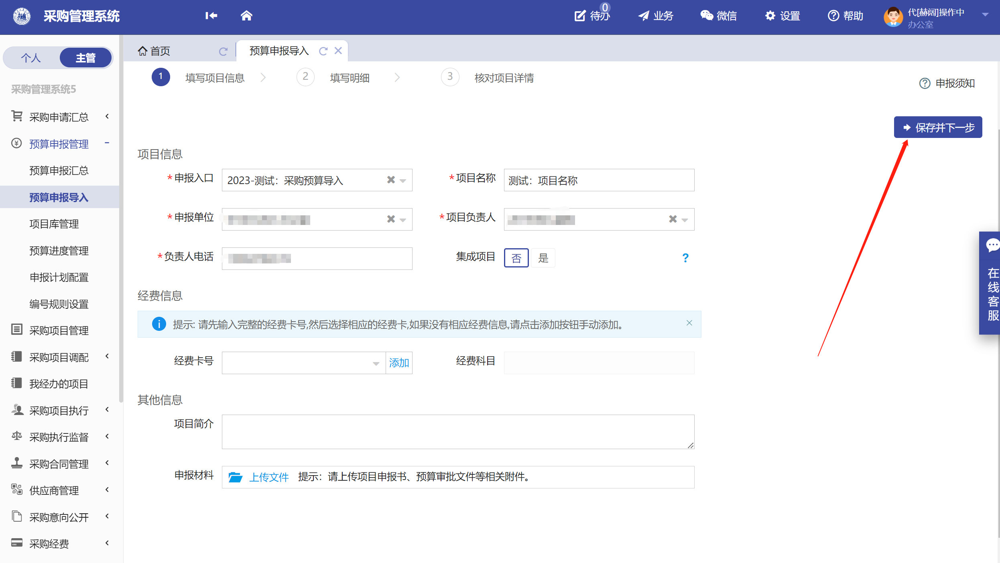 采购管理系统
待办
0
业务
微信
设置
帮助
代[赫阔]操作中
办公室
个人
主管
采购管理系统5
采购申请汇总
预算申报管理
预算申报汇总
预算申报导入
项目库管理
预算进度管理
申报计划配置
编号规则设置
采购项目管理
采购项目调配
我经办的项目
采购项目执行
采购执行监督
采购合同管理
供应商管理
采购意向公开
采购经费
首页
预算申报导入
1 填写项目信息
2 填写明细
3 核对项目详情
申报须知
保存并下一步
项目信息
*申报入口 2023-测试：采购预算导入
*项目名称 测试：项目名称
*申报单位
*项目负责人
*负责人电话
集成项目 否 是 ?
经费信息
提示: 请先输入完整的经费卡号,然后选择相应的经费卡,如果没有相应经费信息,请点击添加按钮手动添加。
经费卡号 添加
经费科目
其他信息
项目简介
申报材料 上传文件 提示：请上传项目申报书、预算审批文件等相关附件。
在线客服